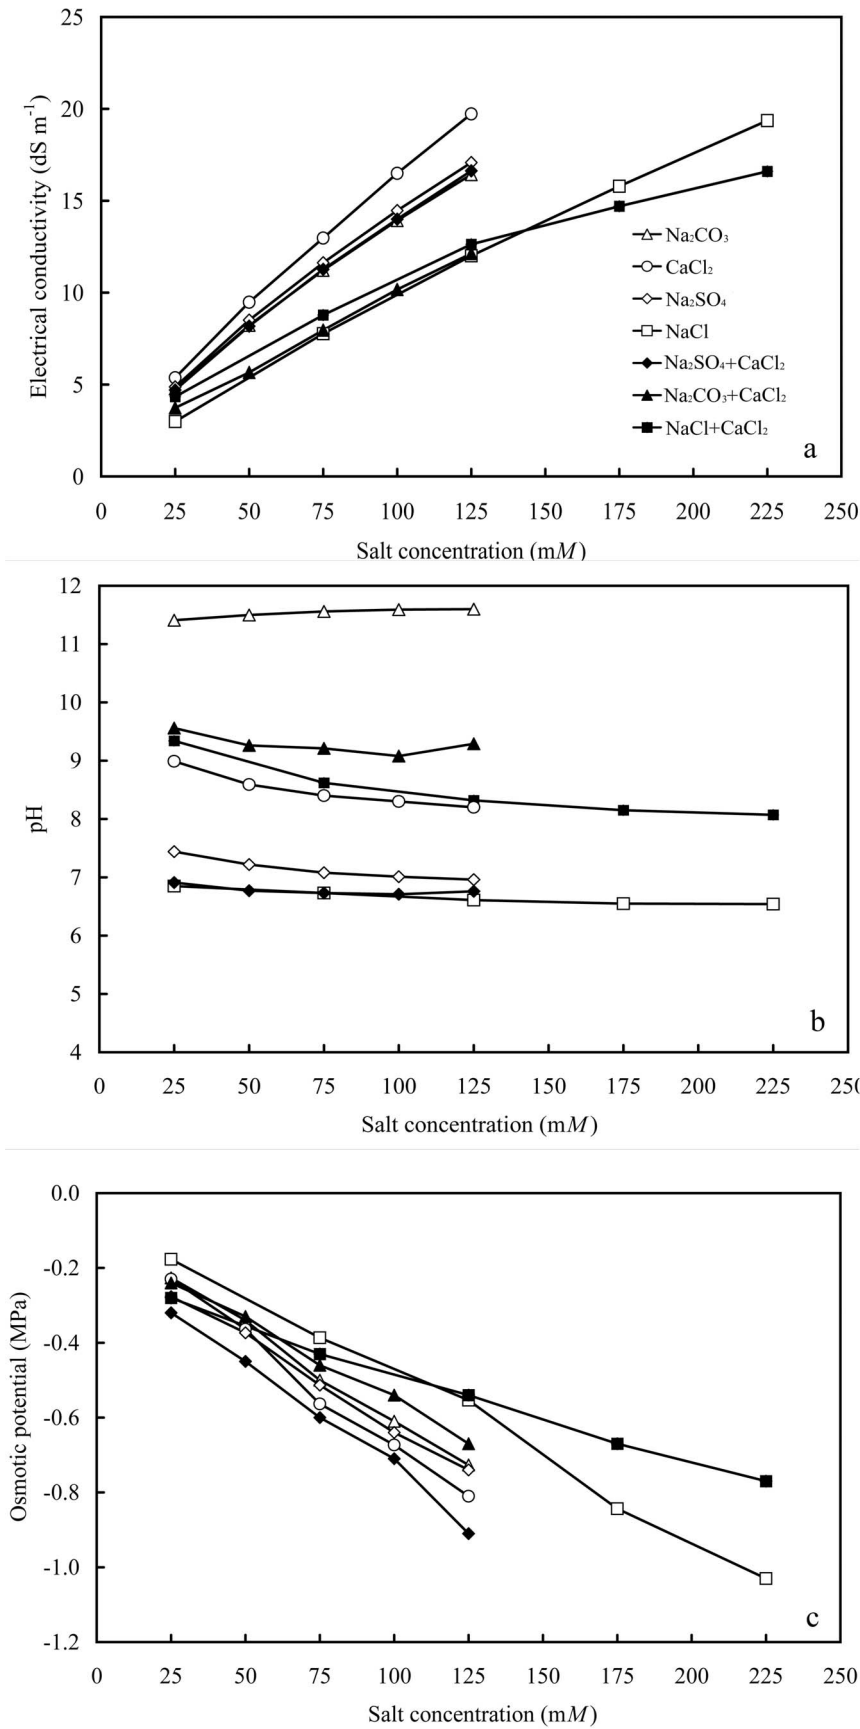 25
20
15
10
5
0
Electrical conductivity (dS m⁻¹)
Na₂CO₃
CaCl₂
Na₂SO₄
NaCl
Na₂SO₄+CaCl₂
Na₂CO₃+CaCl₂
NaCl+CaCl₂
a
0 25 50 75 100 125 150 175 200 225 250
Salt concentration (mM)
12
11
10
9
8
7
6
5
4
pH
b
0 25 50 75 100 125 150 175 200 225 250
Salt concentration (mM)
0.0
-0.2
-0.4
-0.6
-0.8
-1.0
-1.2
Osmotic potential (MPa)
c
0 25 50 75 100 125 150 175 200 225 250
Salt concentration (mM)